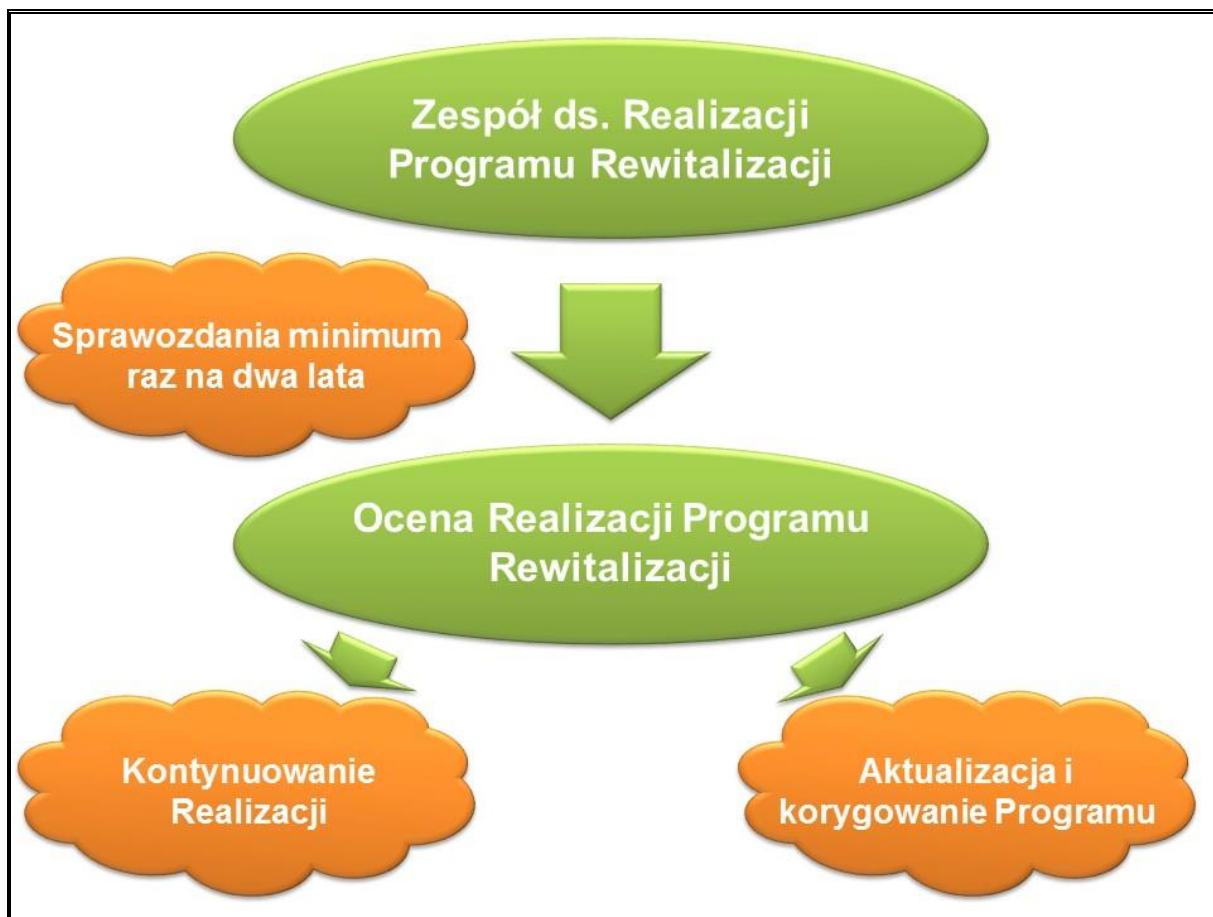 Zespół ds. Realizacji
Programu Rewitalizacji
Sprawozdania minimum
raz na dwa lata
Ocena Realizacji Programu
Rewitalizacji
Kontynuowanie
Realizacji
Aktualizacja i
korygowanie Programu